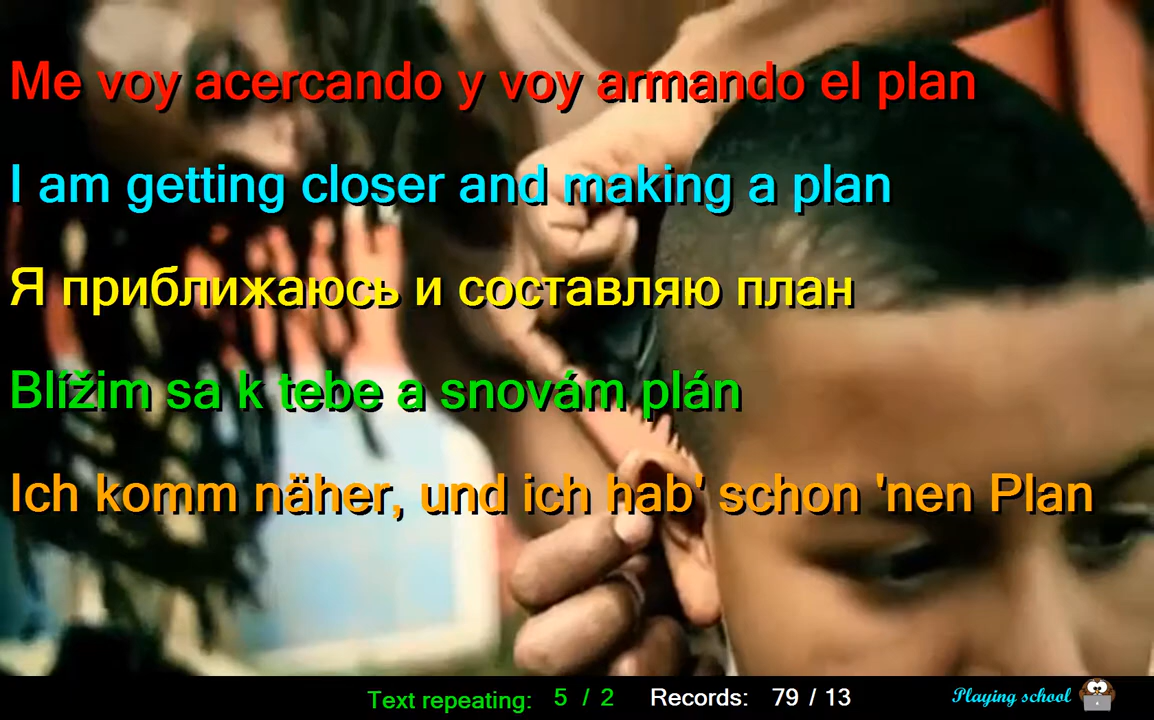 Me voy acercando y voy armando el plan
I am getting closer and making a plan
Я приближаюсь и составляю план
Blížim sa k tebe a snovám plán
Ich komm näher, und ich hab' schon 'nen Plan
Text repeating: 5 / 2 Records: 79 / 13 Playing school